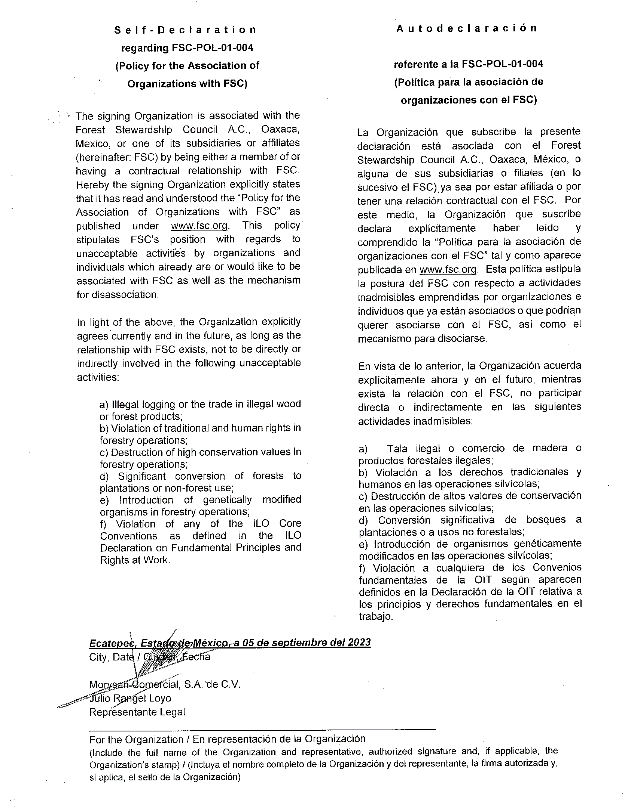 Self-Declaration
regarding FSC-POL-01-004
(Policy for the Association of
Organizations with FSC)
The signing Organization is associated with the
Forest Stewardship Council A.C., Oaxaca,
Mexico, or one of its subsidiaries or affiliates
(hereinafter: FSC) by being either a member of or
having a contractual relationship with FSC.
Hereby the signing Organization explicitly states
that it has read and understood the "Policy for the
Association of Organizations with FSC" as
published under www.fsc.org. This policy
stipulates FSC's position with regards to
unacceptable activities by organizations and
individuals which already are or would like to be
associated with FSC as well as the mechanism
for disassociation.
In light of the above, the Organization explicitly
agrees currently and in the future, as long as the
relationship with FSC exists, not to be directly or
indirectly involved in the following unacceptable
activities:
a) Illegal logging or the trade in illegal wood
or forest products;
b) Violation of traditional and human rights in
forestry operations;
c) Destruction of high conservation values in
forestry operations;
d) Significant conversion of forests to
plantations or non-forest use;
e) Introduction of genetically modified
organisms in forestry operations;
f) Violation of any of the ILO Core
Conventions as defined in the ILO
Declaration on Fundamental Principles and
Rights at Work.
Autodeclaración
referente a la FSC-POL-01-004
(Política para la asociación de
organizaciones con el FSC)
La Organización que subscribe la presente
declaración está asociada con el Forest
Stewardship Council A.C., Oaxaca, México, o
alguna de sus subsidiarias o filiales (en lo
sucesivo el FSC) ya sea por estar afiliada o por
tener una relación contractual con el FSC. Por
este medio, la Organización que suscribe
declara explícitamente haber leído y
comprendido la "Política para la asociación de
organizaciones con el FSC" tal y como aparece
publicada en www.fsc.org. Esta política estipula
la postura del FSC con respecto a actividades
inadmisibles emprendidas por organizaciones e
individuos que ya están asociados o que podrían
querer asociarse con el FSC, así como el
mecanismo para disociarse.
En vista de lo anterior, la Organización acuerda
explícitamente ahora y en el futuro, mientras
exista la relación con el FSC, no participar
directa o indirectamente en las siguientes
actividades inadmisibles:
a) Tala ilegal o comercio de madera o
productos forestales ilegales;
b) Violación a los derechos tradicionales y
humanos en las operaciones silvícolas;
c) Destrucción de altos valores de conservación
en las operaciones silvícolas;
d) Conversión significativa de bosques a
plantaciones o a usos no forestales;
e) Introducción de organismos genéticamente
modificados en las operaciones silvícolas;
f) Violación a cualquiera de los Convenios
fundamentales de la OIT según aparecen
definidos en la Declaración de la OIT relativa a
los principios y derechos fundamentales en el
trabajo.
Ecatepec, Estado de México, a 05 de septiembre del 2023
City, Date / Ciudad, Fecha
Comercial, S.A. de C.V.
Julio Rangel Loyo
Representante Legal
For the Organization / En representación de la Organización
(Include the full name of the Organization and representative, authorized signature and, if applicable, the
Organization's stamp) / (Incluya el nombre completo de la Organización y del representante, la firma autorizada y,
si aplica, el sello de la Organización)